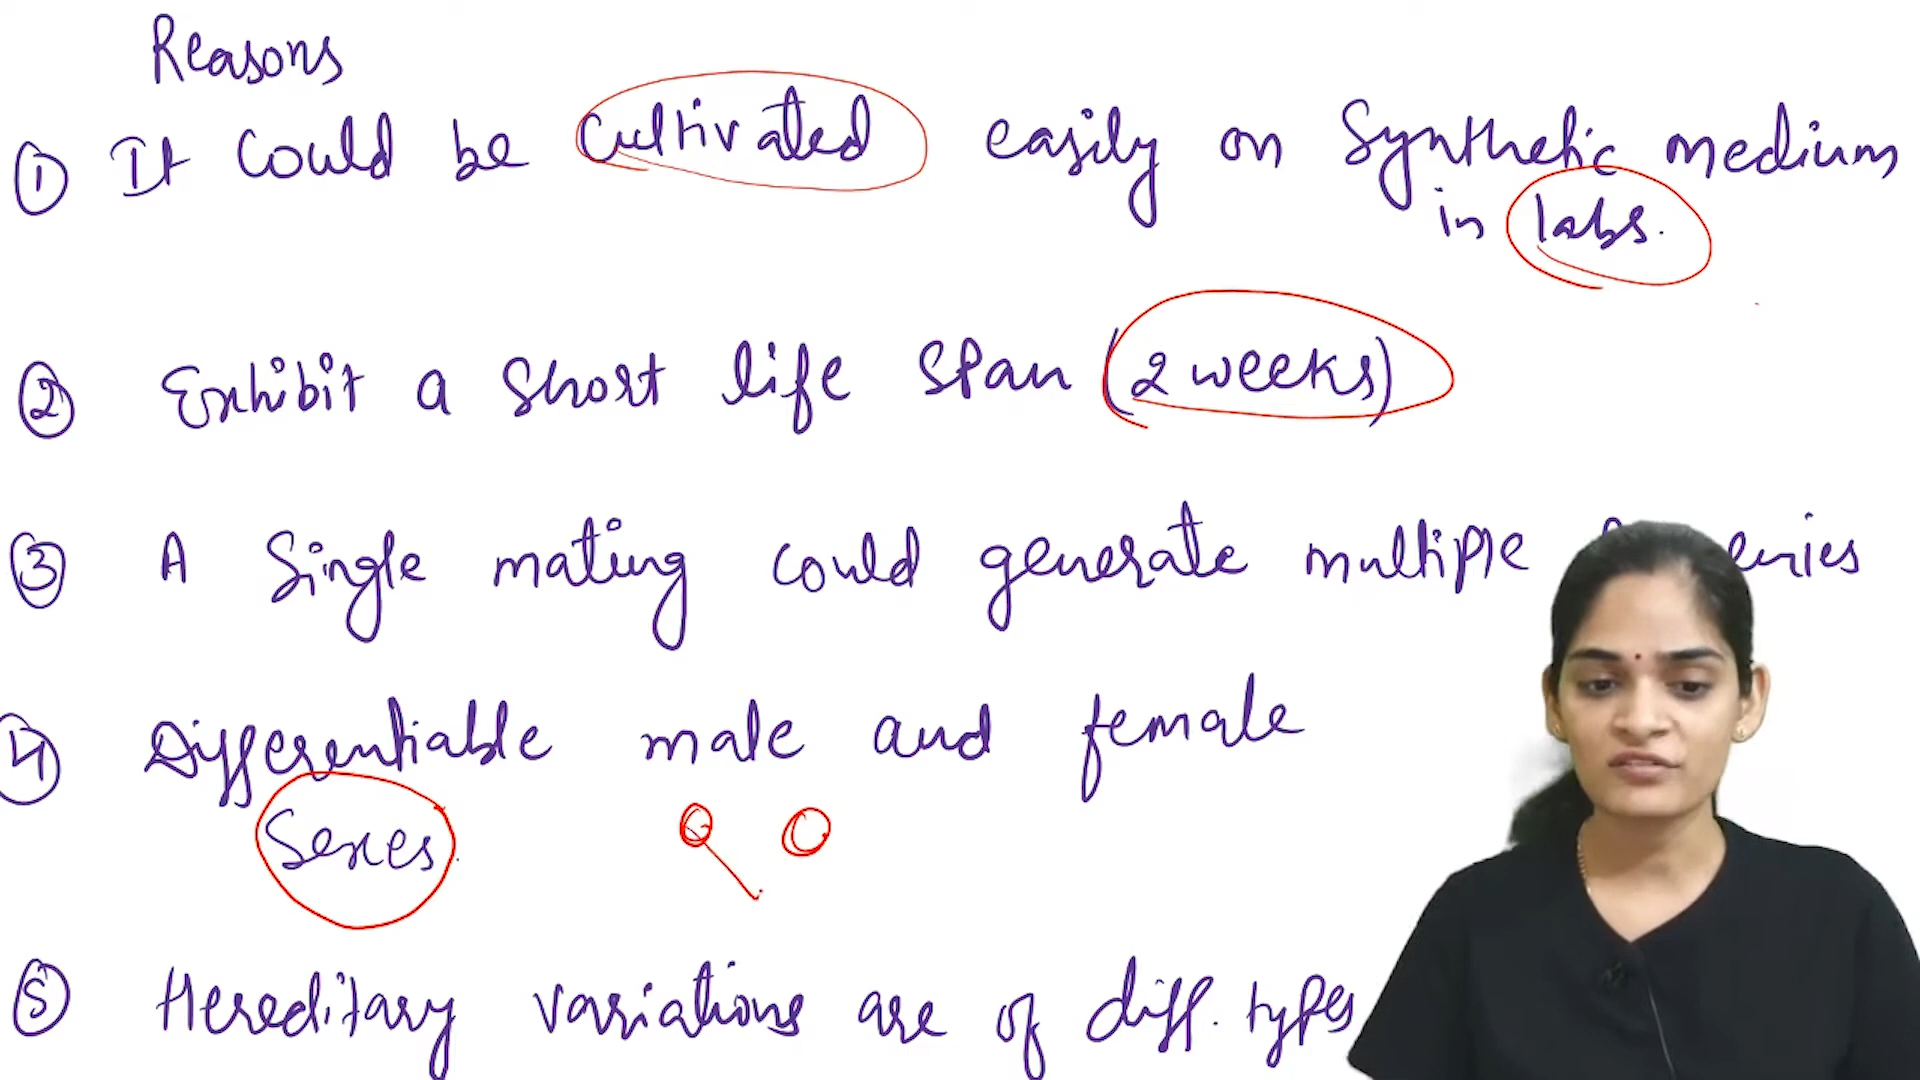 Reasons
① It could be cultivated easily on Synthetic medium
in labs.
② Exhibit a short life span (2 weeks)
③ A Single mating could generate multiple
④ Differentiable male and female
Sexes.
⑤ Hereditary variations are of diff. types